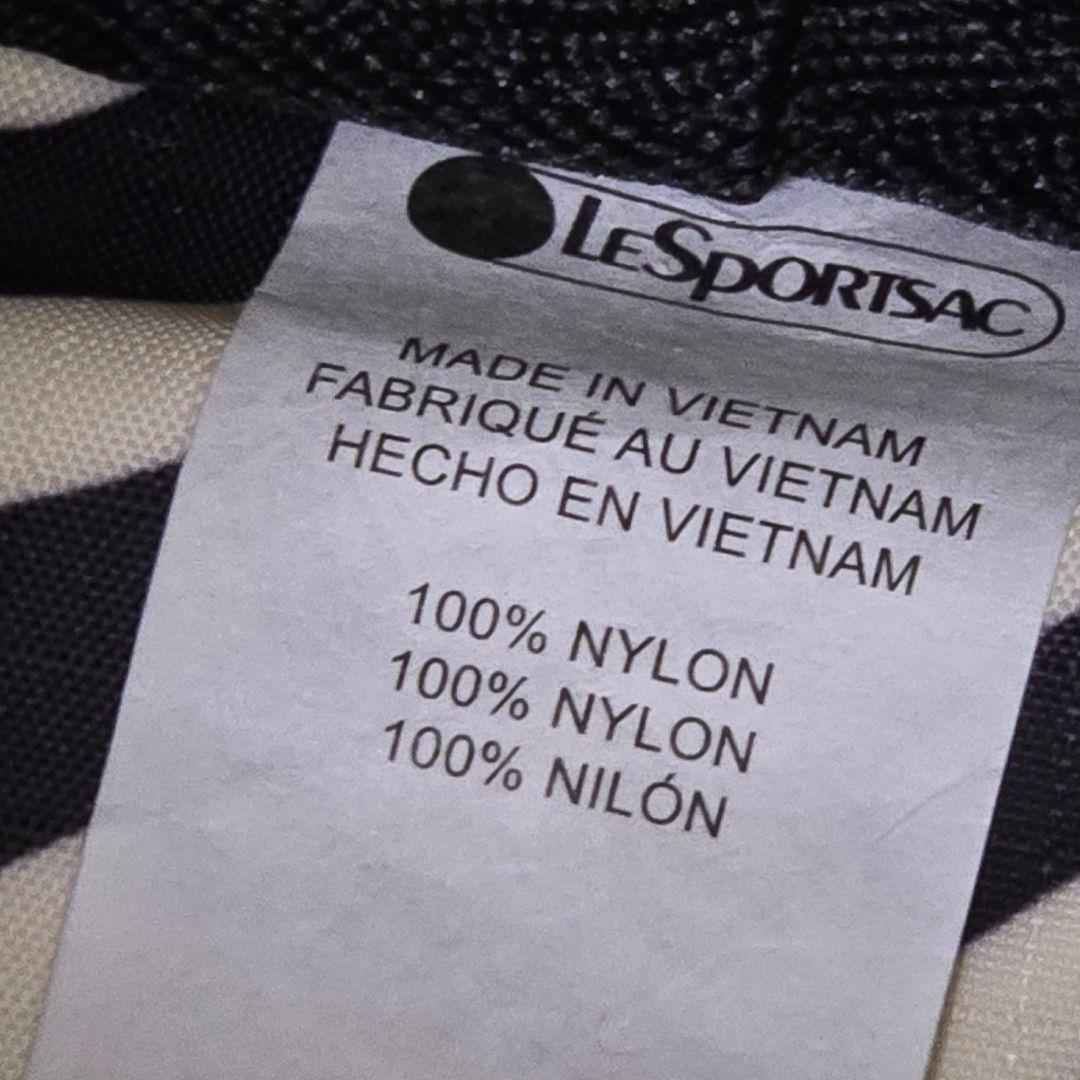 LESPORTSAC
MADE IN VIETNAM
FABRIQUÉ AU VIETNAM
HECHO EN VIETNAM
100% NYLON
100% NYLON
100% NILÓN